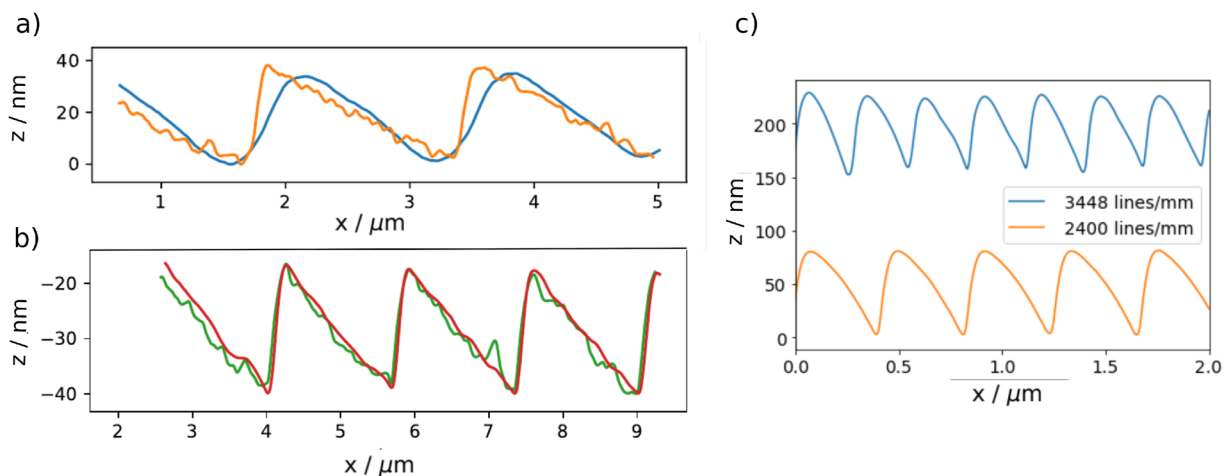 a)
40
20
0
z / nm
1
2
3
4
5
x / μm
b)
−20
−30
−40
z / nm
2
3
4
5
6
7
8
9
x / μm
c)
200
150
100
50
0
z / nm
3448 lines/mm
2400 lines/mm
0.0
0.5
1.0
1.5
2.0
x / μm